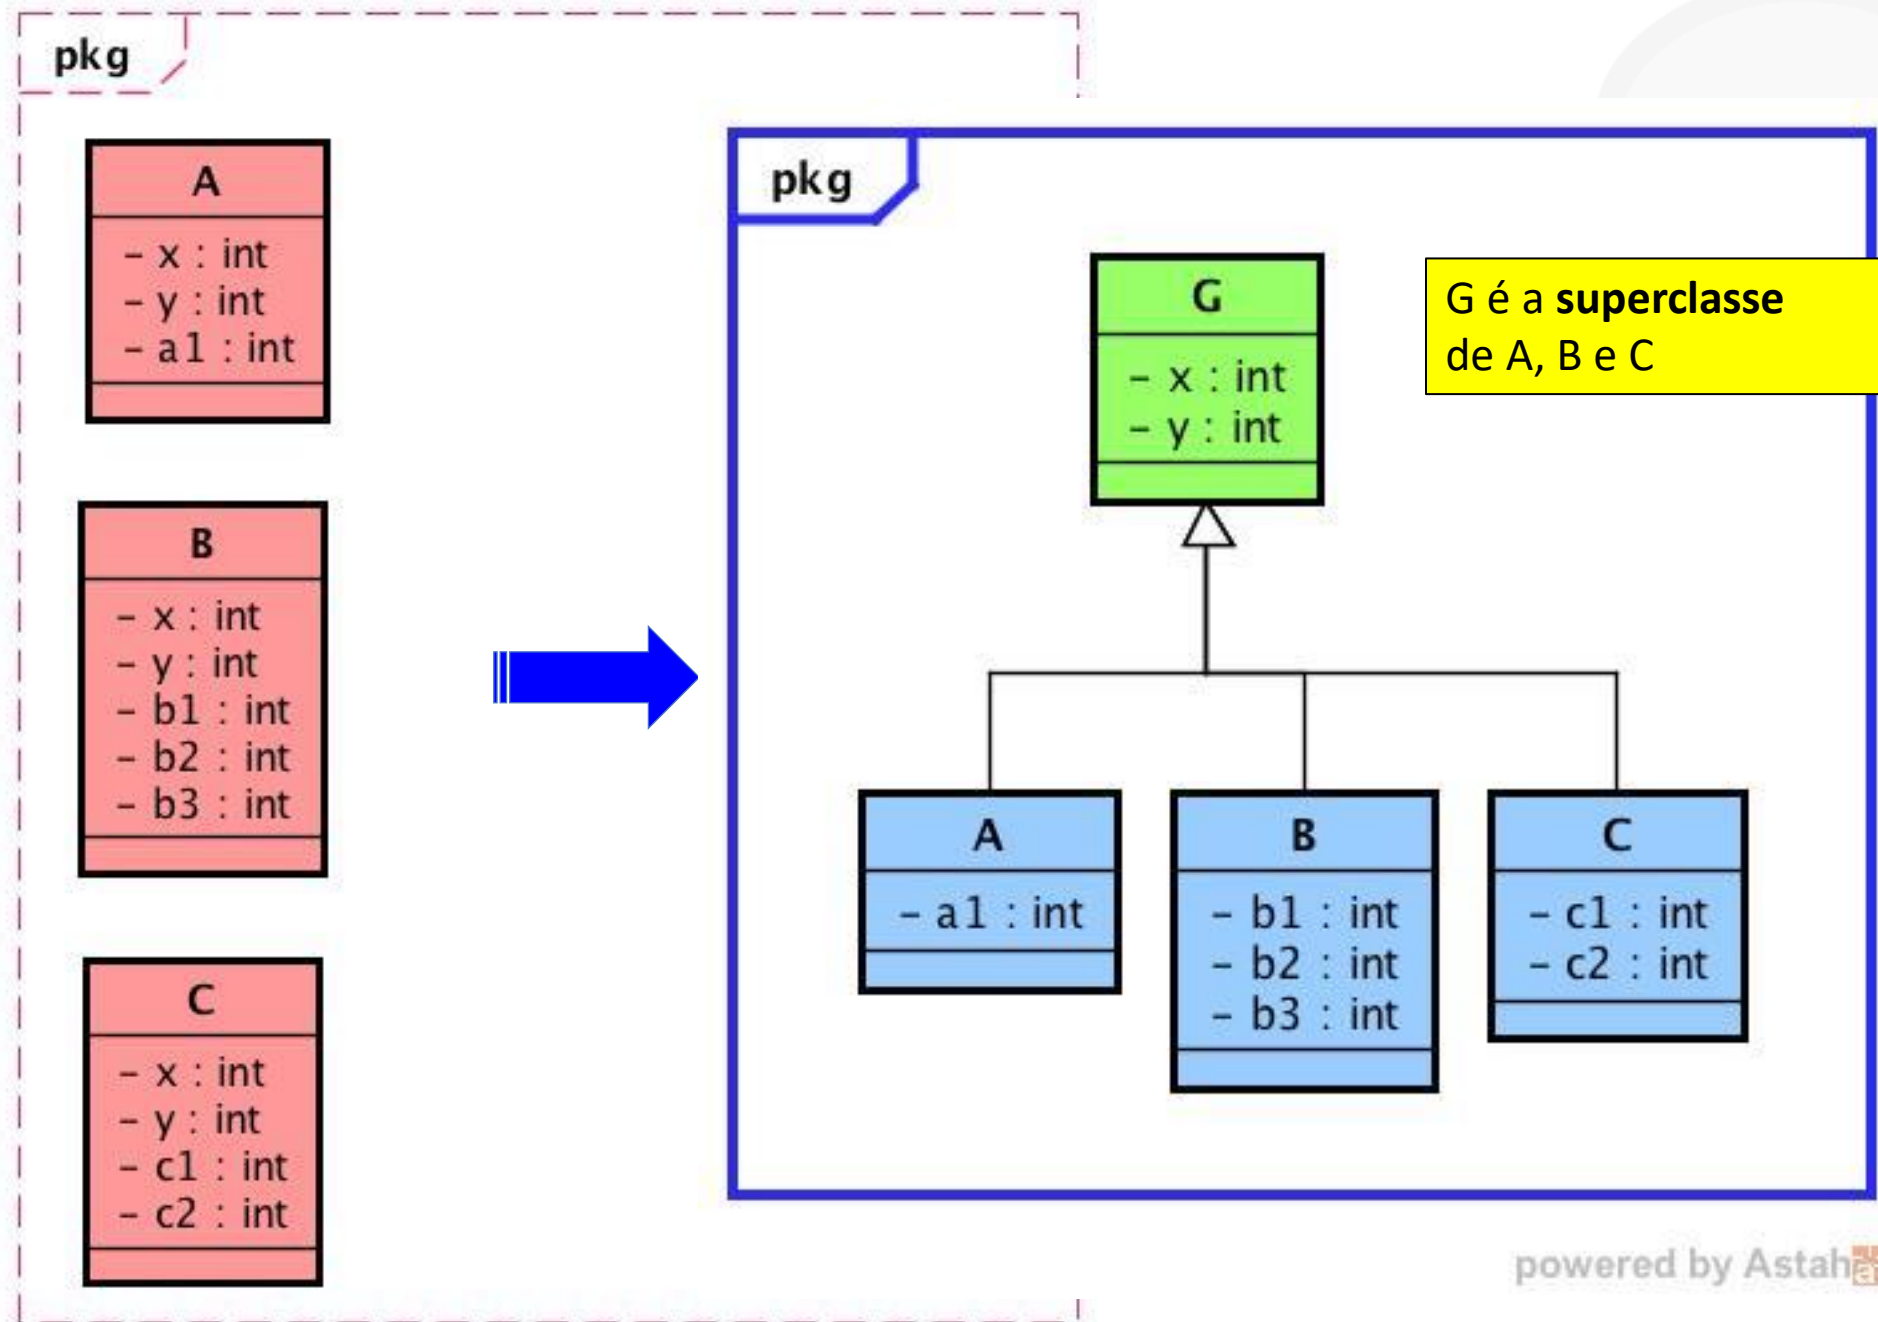 pkg
A
– x : int
– y : int
– a1 : int
B
– x : int
– y : int
– b1 : int
– b2 : int
– b3 : int
C
– x : int
– y : int
– c1 : int
– c2 : int
pkg
G
– x : int
– y : int
G é a superclasse
de A, B e C
A
– a1 : int
B
– b1 : int
– b2 : int
– b3 : int
C
– c1 : int
– c2 : int
powered by Astah